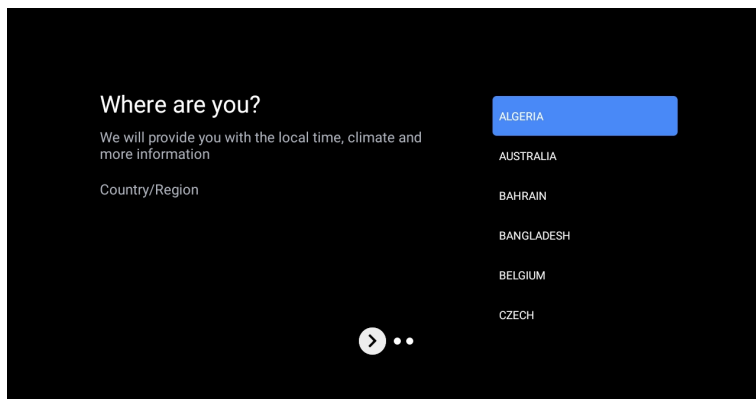 Where are you?
We will provide you with the local time, climate and
more information
Country/Region
ALGERIA
AUSTRALIA
BAHRAIN
BANGLADESH
BELGIUM
CZECH